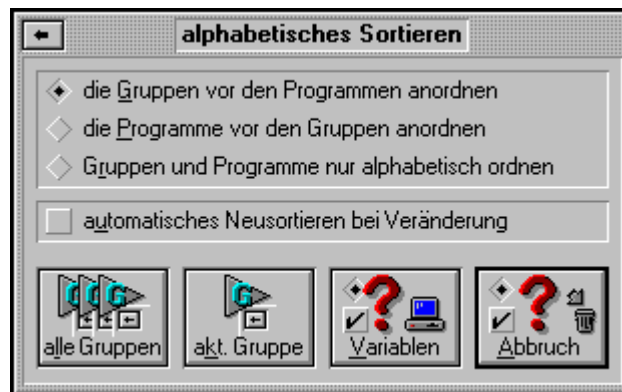 alphabetisches Sortieren
die Gruppen vor den Programmen anordnen
die Programme vor den Gruppen anordnen
Gruppen und Programme nur alphabetisch ordnen
automatisches Neusortieren bei Veränderung
G G G
G
alle Gruppen
akt. Gruppe
Variablen
Abbruch